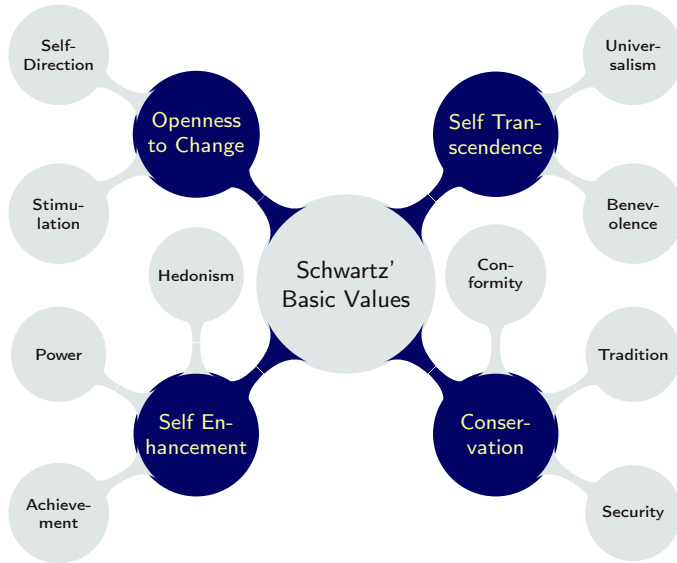 Self-
Direction
Univer-
salism
Openness
to Change
Self Tran-
scendence
Stimu-
lation
Benev-
olence
Hedonism
Con-
formity
Schwartz’
Basic Values
Power
Tradition
Self En-
hancement
Conser-
vation
Achieve-
ment
Security